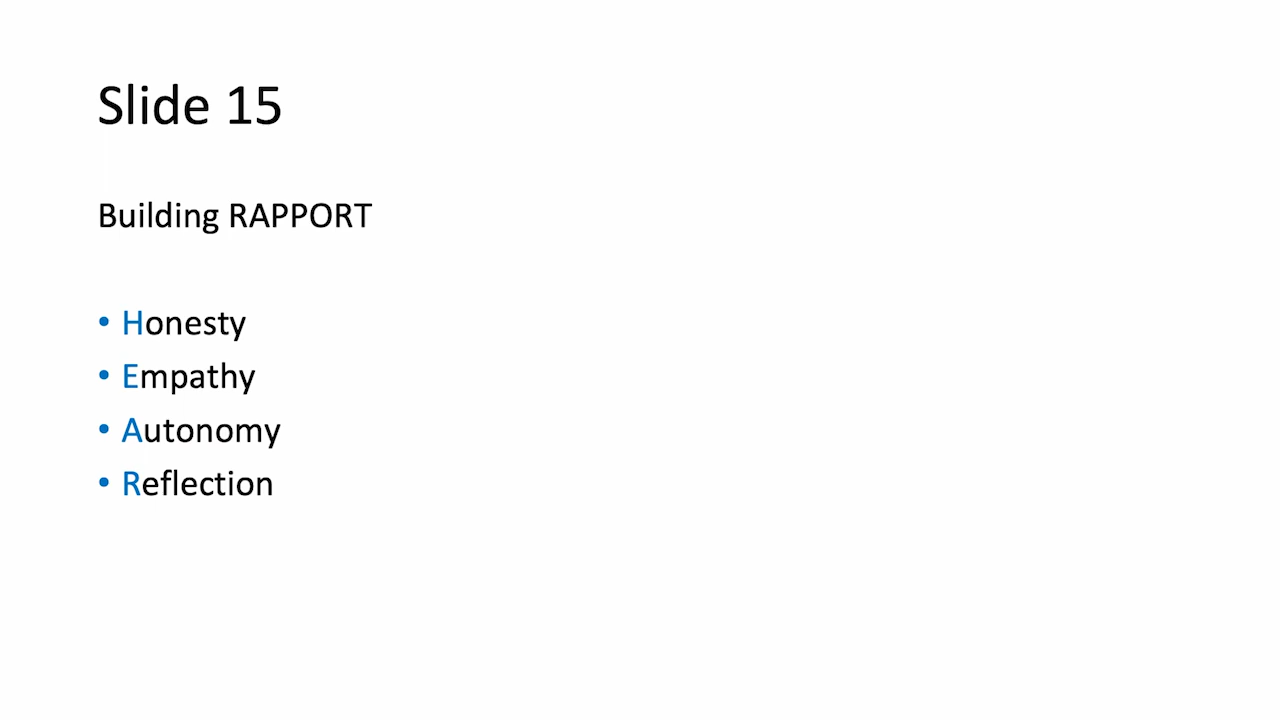 Slide 15
Building RAPPORT
• Honesty
• Empathy
• Autonomy
• Reflection